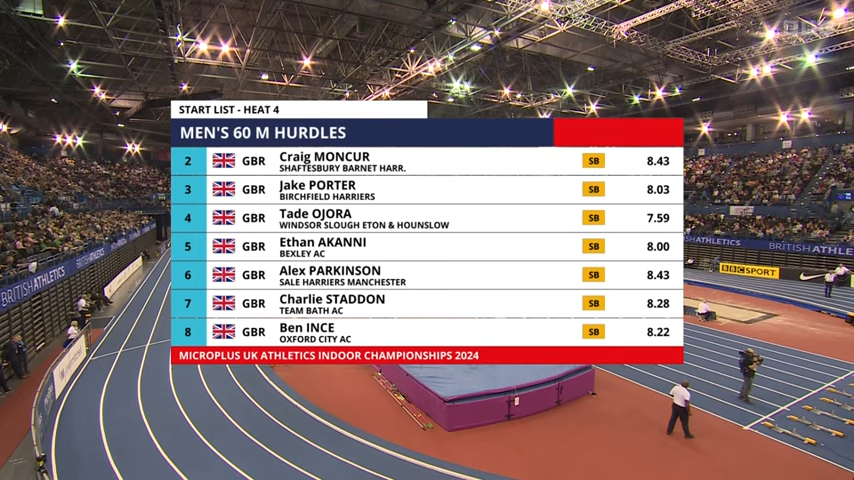 START LIST - HEAT 4
MEN'S 60 M HURDLES
2 GBR Craig MONCUR SB 8.43
SHAFTESBURY BARNET HARR.
3 GBR Jake PORTER SB 8.03
BIRCHFIELD HARRIERS
4 GBR Tade OJORA SB 7.59
WINDSOR SLOUGH ETON & HOUNSLOW
5 GBR Ethan AKANNI SB 8.00
BEXLEY AC
6 GBR Alex PARKINSON SB 8.43
SALE HARRIERS MANCHESTER
7 GBR Charlie STADDON SB 8.28
TEAM BATH AC
8 GBR Ben INCE SB 8.22
OXFORD CITY AC
MICROPLUS UK ATHLETICS INDOOR CHAMPIONSHIPS 2024
BRITISH ATHLETICS
ATHLETICS
BRITISH ATHLETICS
BBC SPORT